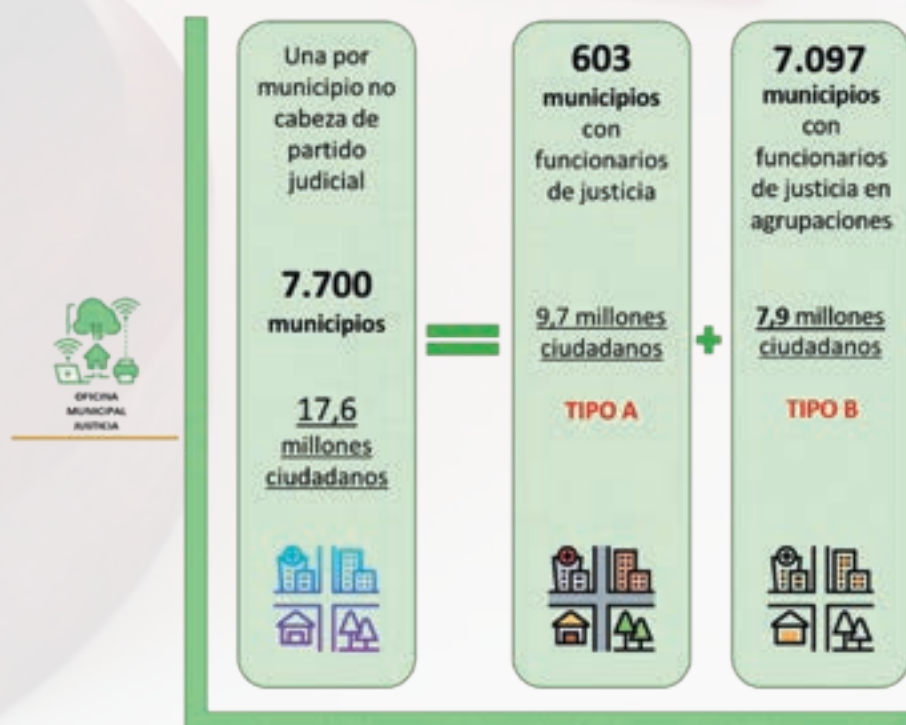 OFICINA
MUNICIPAL
JUSTICIA
Una por
municipio no
cabeza de
partido
judicial
7.700
municipios
17,6
millones
ciudadanos
603
municipios
con
funcionarios
de justicia
9,7 millones
ciudadanos
TIPO A
7.097
municipios
con
funcionarios
de justicia en
agrupaciones
7,9 millones
ciudadanos
TIPO B